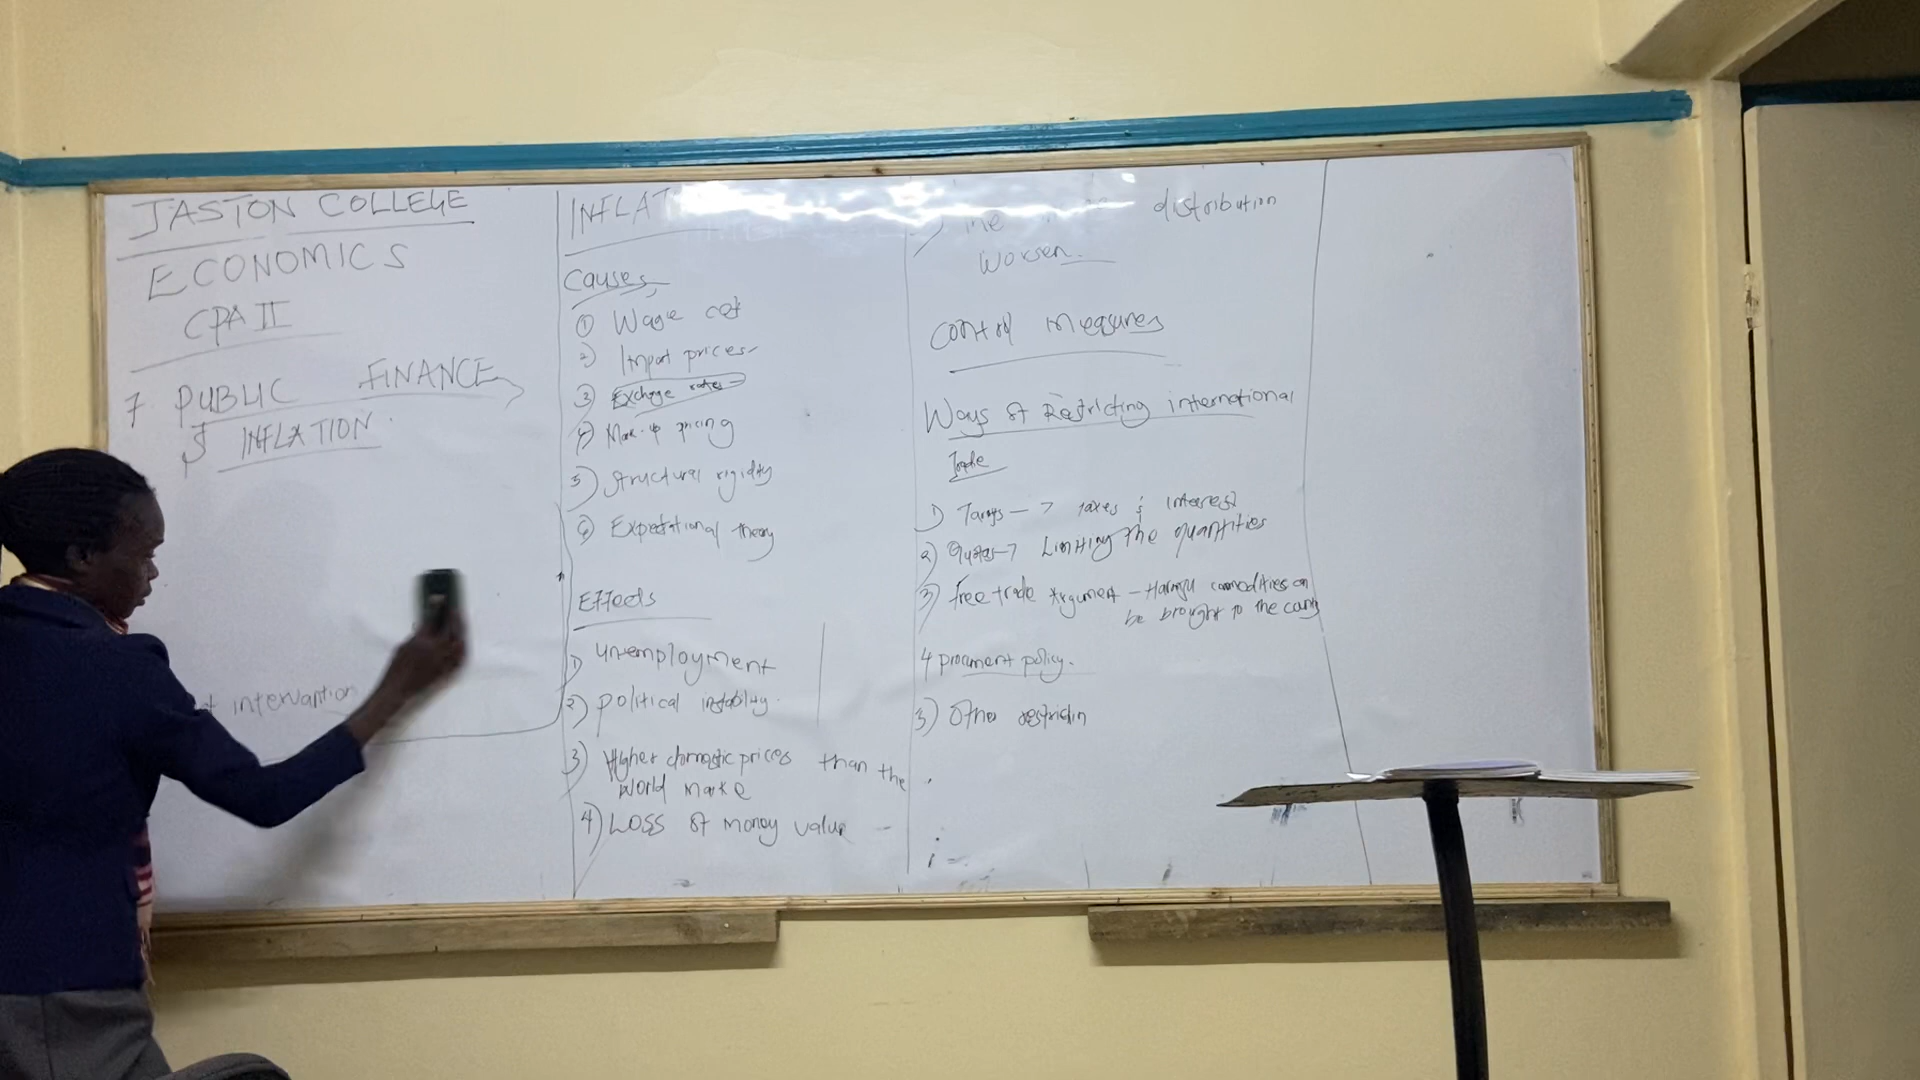 JASTON COLLEGE
ECONOMICS
CPA II
7 PUBLIC FINANCE
& INFLATION
intervantion
INFLAT
Causes
① Wage cost
2) Import prices
3) Exchge rates
4) Mark-up pricing
5) Structural rigidity
6) Expectational theory
Effects
1) Unemployment
2) political instability
3) Higher domestic prices than the
World Marke
4) Loss of money value
distribution
Worsen.
Control Measures
Ways of Restricting international
Trade
1) Tariffs → taxes & interest
2) Quotas → Limiting the quantities
3) Free trade Argument - Harmful commodities can
be brought to the
4 procument policy.
5) Other restrictin
i -